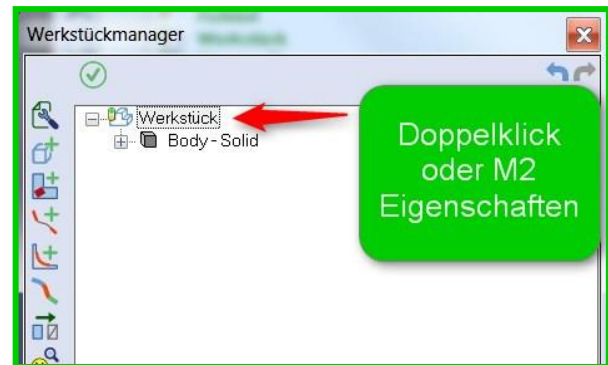 Werkstückmanager
Werkstück
Body-Solid
Doppelklick
oder M2
Eigenschaften